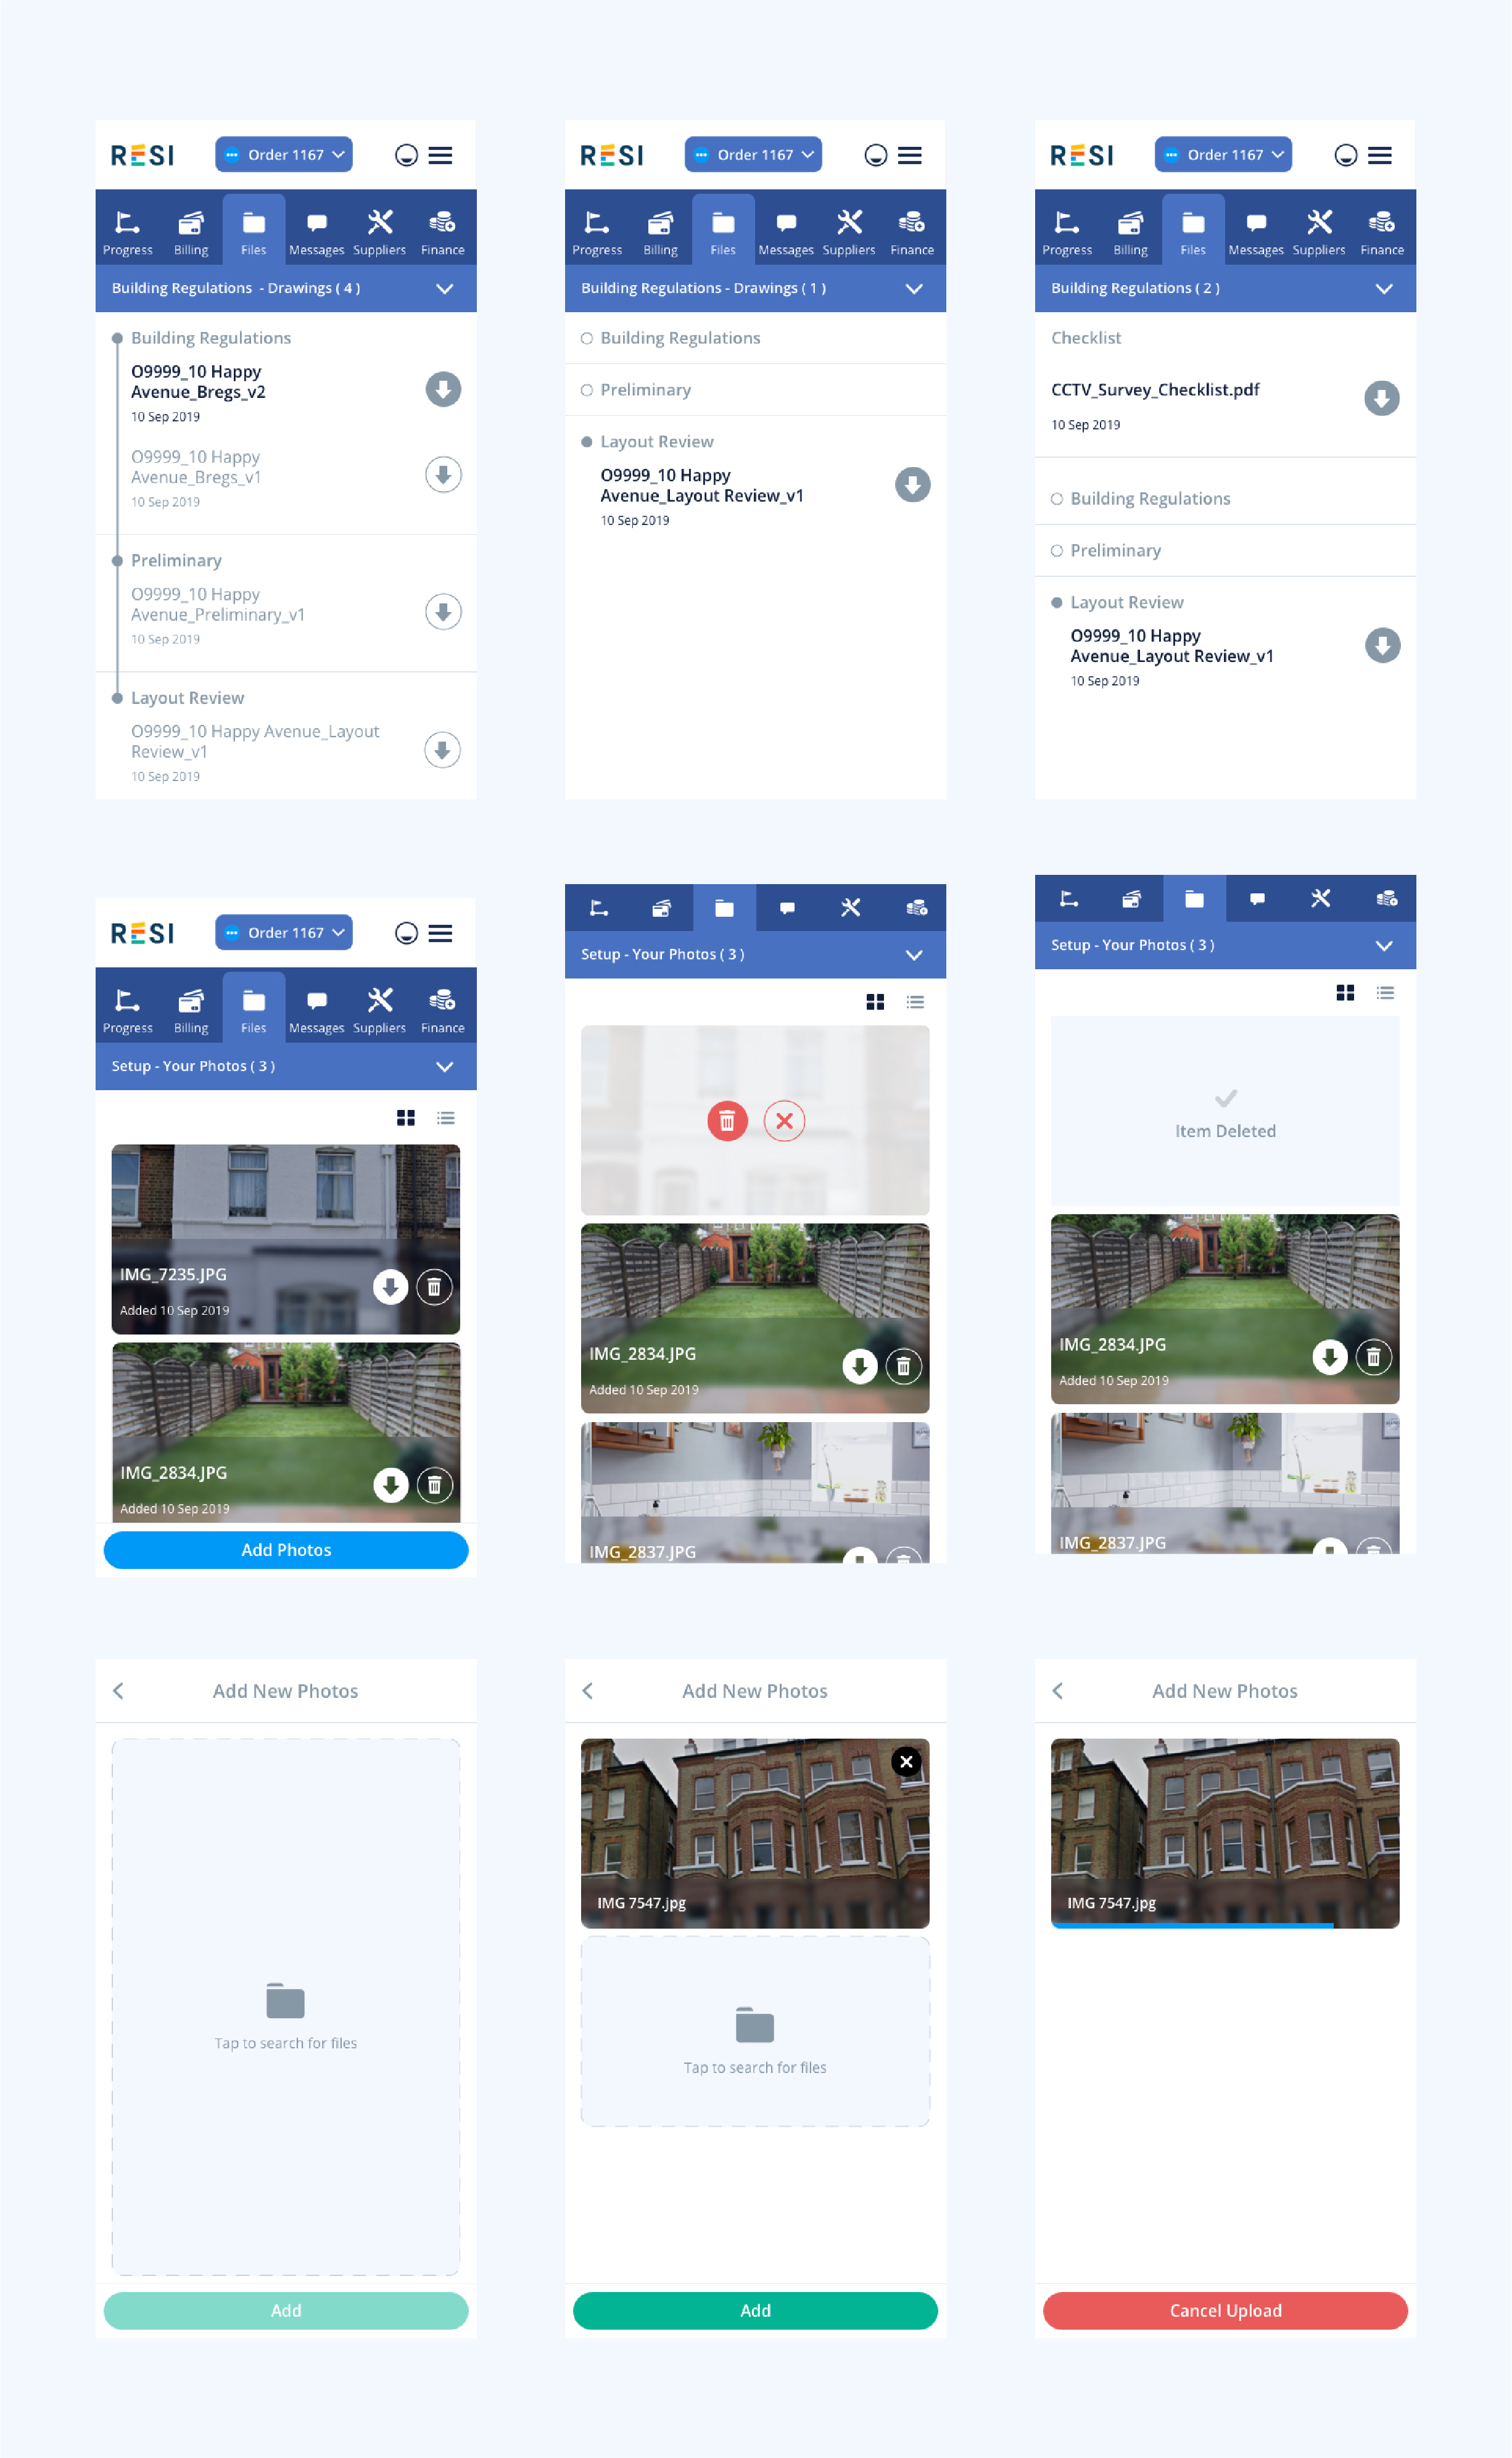 RESI
Order 1167
Progress Billing Files Messages Suppliers Finance
Building Regulations - Drawings ( 4 )
Building Regulations
O9999_10 Happy
Avenue_Bregs_v2
10 Sep 2019
O9999_10 Happy
Avenue_Bregs_v1
10 Sep 2019
Preliminary
O9999_10 Happy
Avenue_Preliminary_v1
10 Sep 2019
Layout Review
O9999_10 Happy Avenue_Layout
Review_v1
10 Sep 2019
RESI
Order 1167
Progress Billing Files Messages Suppliers Finance
Building Regulations - Drawings ( 1 )
Building Regulations
Preliminary
Layout Review
O9999_10 Happy
Avenue_Layout Review_v1
10 Sep 2019
RESI
Order 1167
Progress Billing Files Messages Suppliers Finance
Building Regulations ( 2 )
Checklist
CCTV_Survey_Checklist.pdf
10 Sep 2019
Building Regulations
Preliminary
Layout Review
O9999_10 Happy
Avenue_Layout Review_v1
10 Sep 2019
RESI
Order 1167
Progress Billing Files Messages Suppliers Finance
Setup - Your Photos ( 3 )
IMG_7235.JPG
Added 10 Sep 2019
IMG_2834.JPG
Added 10 Sep 2019
Add Photos
Setup - Your Photos ( 3 )
IMG_2834.JPG
Added 10 Sep 2019
IMG_2837.JPG
Setup - Your Photos ( 3 )
Item Deleted
IMG_2834.JPG
Added 10 Sep 2019
IMG_2837.JPG
Add New Photos
Tap to search for files
Add
Add New Photos
IMG 7547.jpg
Tap to search for files
Add
Add New Photos
IMG 7547.jpg
Cancel Upload